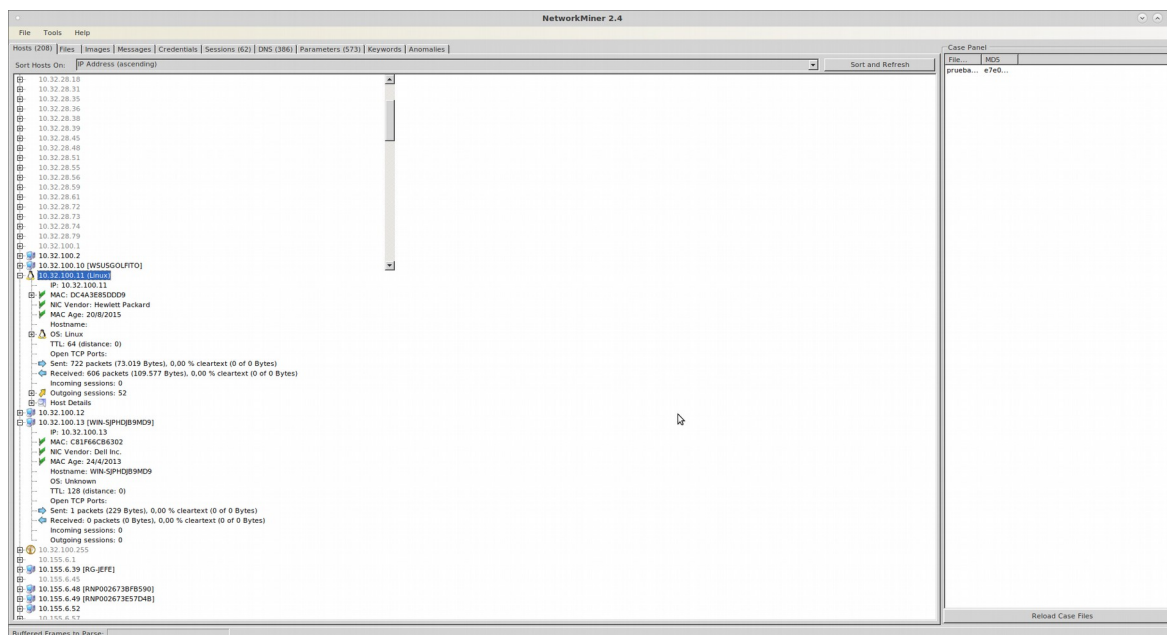 NetworkMiner 2.4
File Tools Help
Hosts (208) Files Images Messages Credentials Sessions (62) DNS (386) Parameters (573) Keywords Anomalies
Sort Hosts On: IP Address (ascending) Sort and Refresh
10.32.28.18
10.32.28.31
10.32.28.35
10.32.28.36
10.32.28.38
10.32.28.39
10.32.28.45
10.32.28.48
10.32.28.51
10.32.28.55
10.32.28.56
10.32.28.59
10.32.28.61
10.32.28.72
10.32.28.73
10.32.28.74
10.32.28.79
10.32.100.1
10.32.100.2
10.32.100.10 [WSUSGOLFITO]
10.32.100.11 (Linux)
IP: 10.32.100.11
MAC: DC4A3E85DDD9
NIC Vendor: Hewlett Packard
MAC Age: 20/8/2015
Hostname:
OS: Linux
TTL: 64 (distance: 0)
Open TCP Ports:
Sent: 722 packets (73.019 Bytes), 0,00 % cleartext (0 of 0 Bytes)
Received: 606 packets (109.577 Bytes), 0,00 % cleartext (0 of 0 Bytes)
Incoming sessions: 0
Outgoing sessions: 52
Host Details
10.32.100.12
10.32.100.13 [WIN-SJPHDJB9MD9]
IP: 10.32.100.13
MAC: C81F66CB6302
NIC Vendor: Dell Inc.
MAC Age: 24/4/2013
Hostname: WIN-SJPHDJB9MD9
OS: Unknown
TTL: 128 (distance: 0)
Open TCP Ports:
Sent: 1 packets (229 Bytes), 0,00 % cleartext (0 of 0 Bytes)
Received: 0 packets (0 Bytes), 0,00 % cleartext (0 of 0 Bytes)
Incoming sessions: 0
Outgoing sessions: 0
10.32.100.255
10.155.6.1
10.155.6.39 [RG-JEFE]
10.155.6.45
10.155.6.48 [RNP002673BFB590]
10.155.6.49 [RNP002673E57D4B]
10.155.6.52
10.155.6.57
Buffered Frames to Parse:
Case Panel
File... MD5
prueba... e7e0...
Reload Case Files